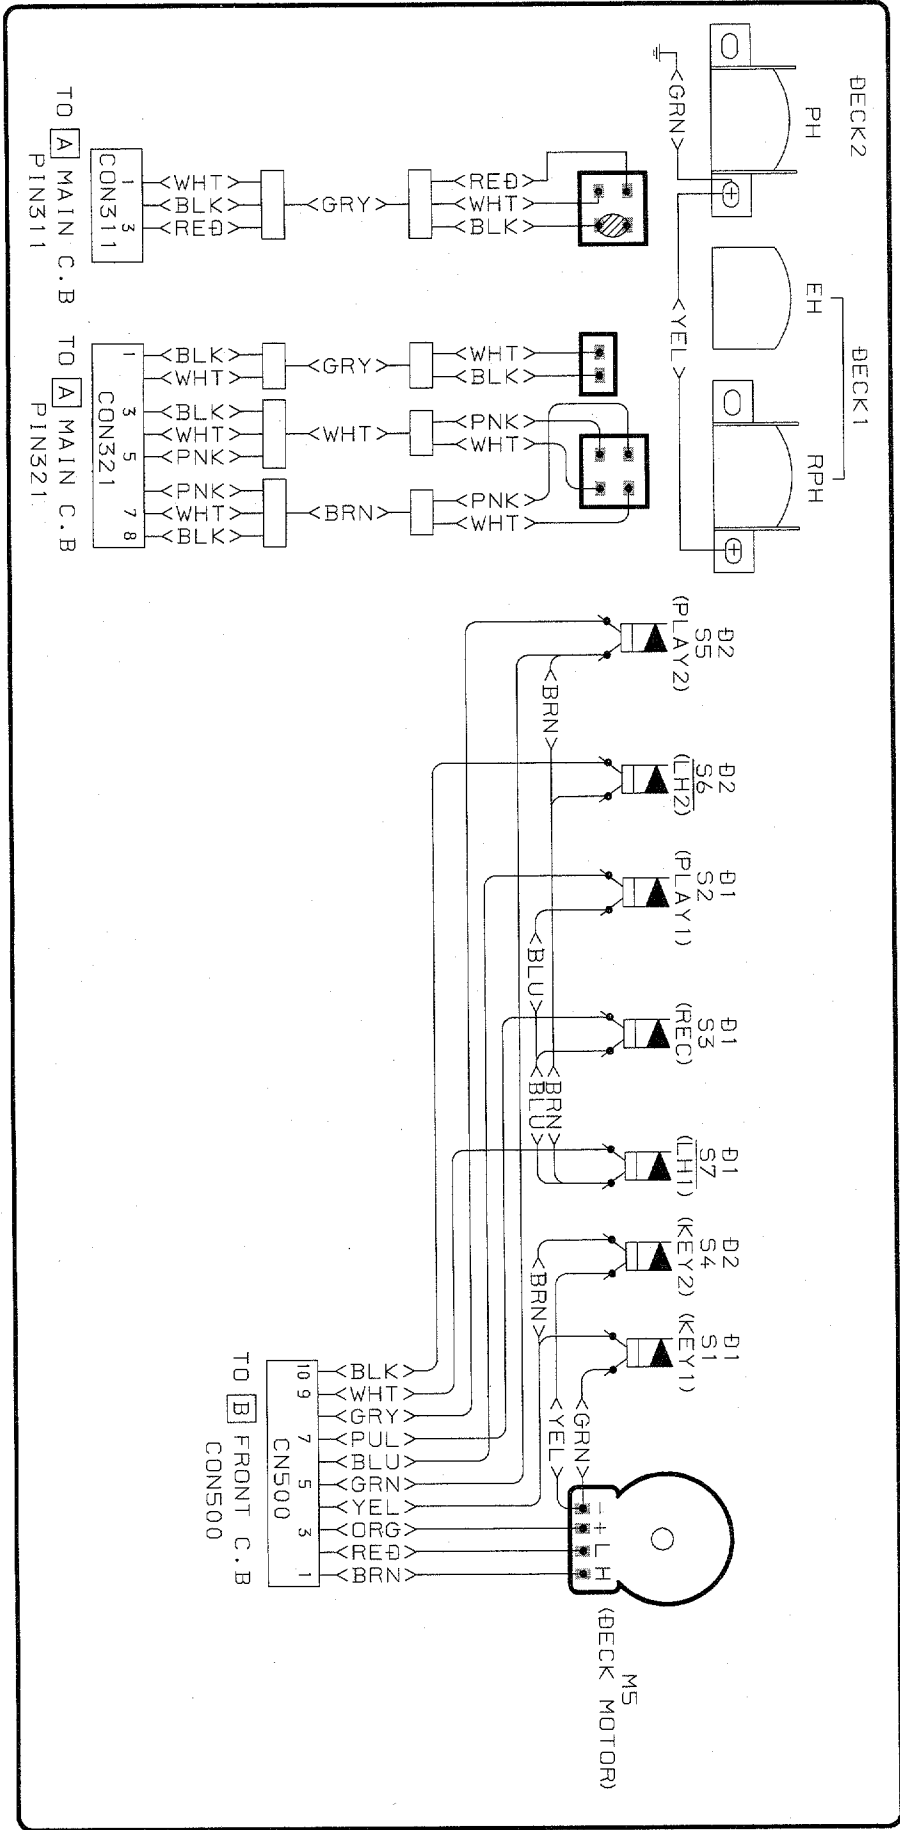 DECK2
DECK1
PH
EH
RPH
<GRN>
<YEL>
<RED>
<WHT>
<BLK>
<GRY>
<WHT>
<BLK>
<RED>
1
3
CON311
TO A MAIN C.B
PIN311
<WHT>
<BLK>
<GRY>
<BLK>
<WHT>
<PNK>
<WHT>
<WHT>
<BLK>
<WHT>
<PNK>
<PNK>
<WHT>
<BRN>
<PNK>
<WHT>
<BLK>
1
3
5
7
8
CON321
TO A MAIN C.B
PIN321
D2
S5
(PLAY2)
D2
S6
(LH2)
D1
S2
(PLAY1)
D1
S3
(REC)
D1
S7
(LH1)
D2
S4
(KEY2)
D1
S1
(KEY1)
<BRN>
<BLU>
<BRN>
<BLU>
<BRN>
<YEL>
<GRN>
- + L H
M5
(DECK MOTOR)
<BLK>
<WHT>
<GRY>
<PUL>
<BLU>
<GRN>
<YEL>
<ORG>
<RED>
<BRN>
10
9
7
5
3
1
CN500
TO B FRONT C.B
CON500